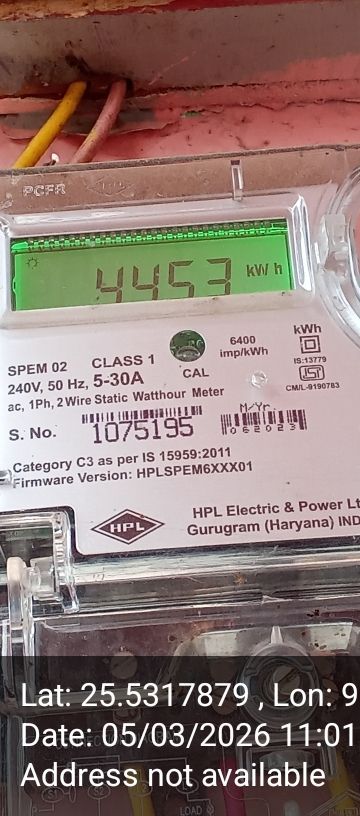 PCFR
4453 kWh
6400
imp/kWh
kWh
IS:13779
CM/L-9190783
SPEM 02 CLASS 1
240V, 50 Hz, 5-30A CAL
ac, 1Ph, 2Wire Static Watthour Meter
M/Yr.
S. No. 1075195 062023
Category C3 as per IS 15959:2011
Firmware Version: HPLSPEM6XXX01
HPL
HPL Electric & Power Lt
Gurugram (Haryana) IND
LOAD
Lat: 25.5317879 , Lon: 9
Date: 05/03/2026 11:01
Address not available